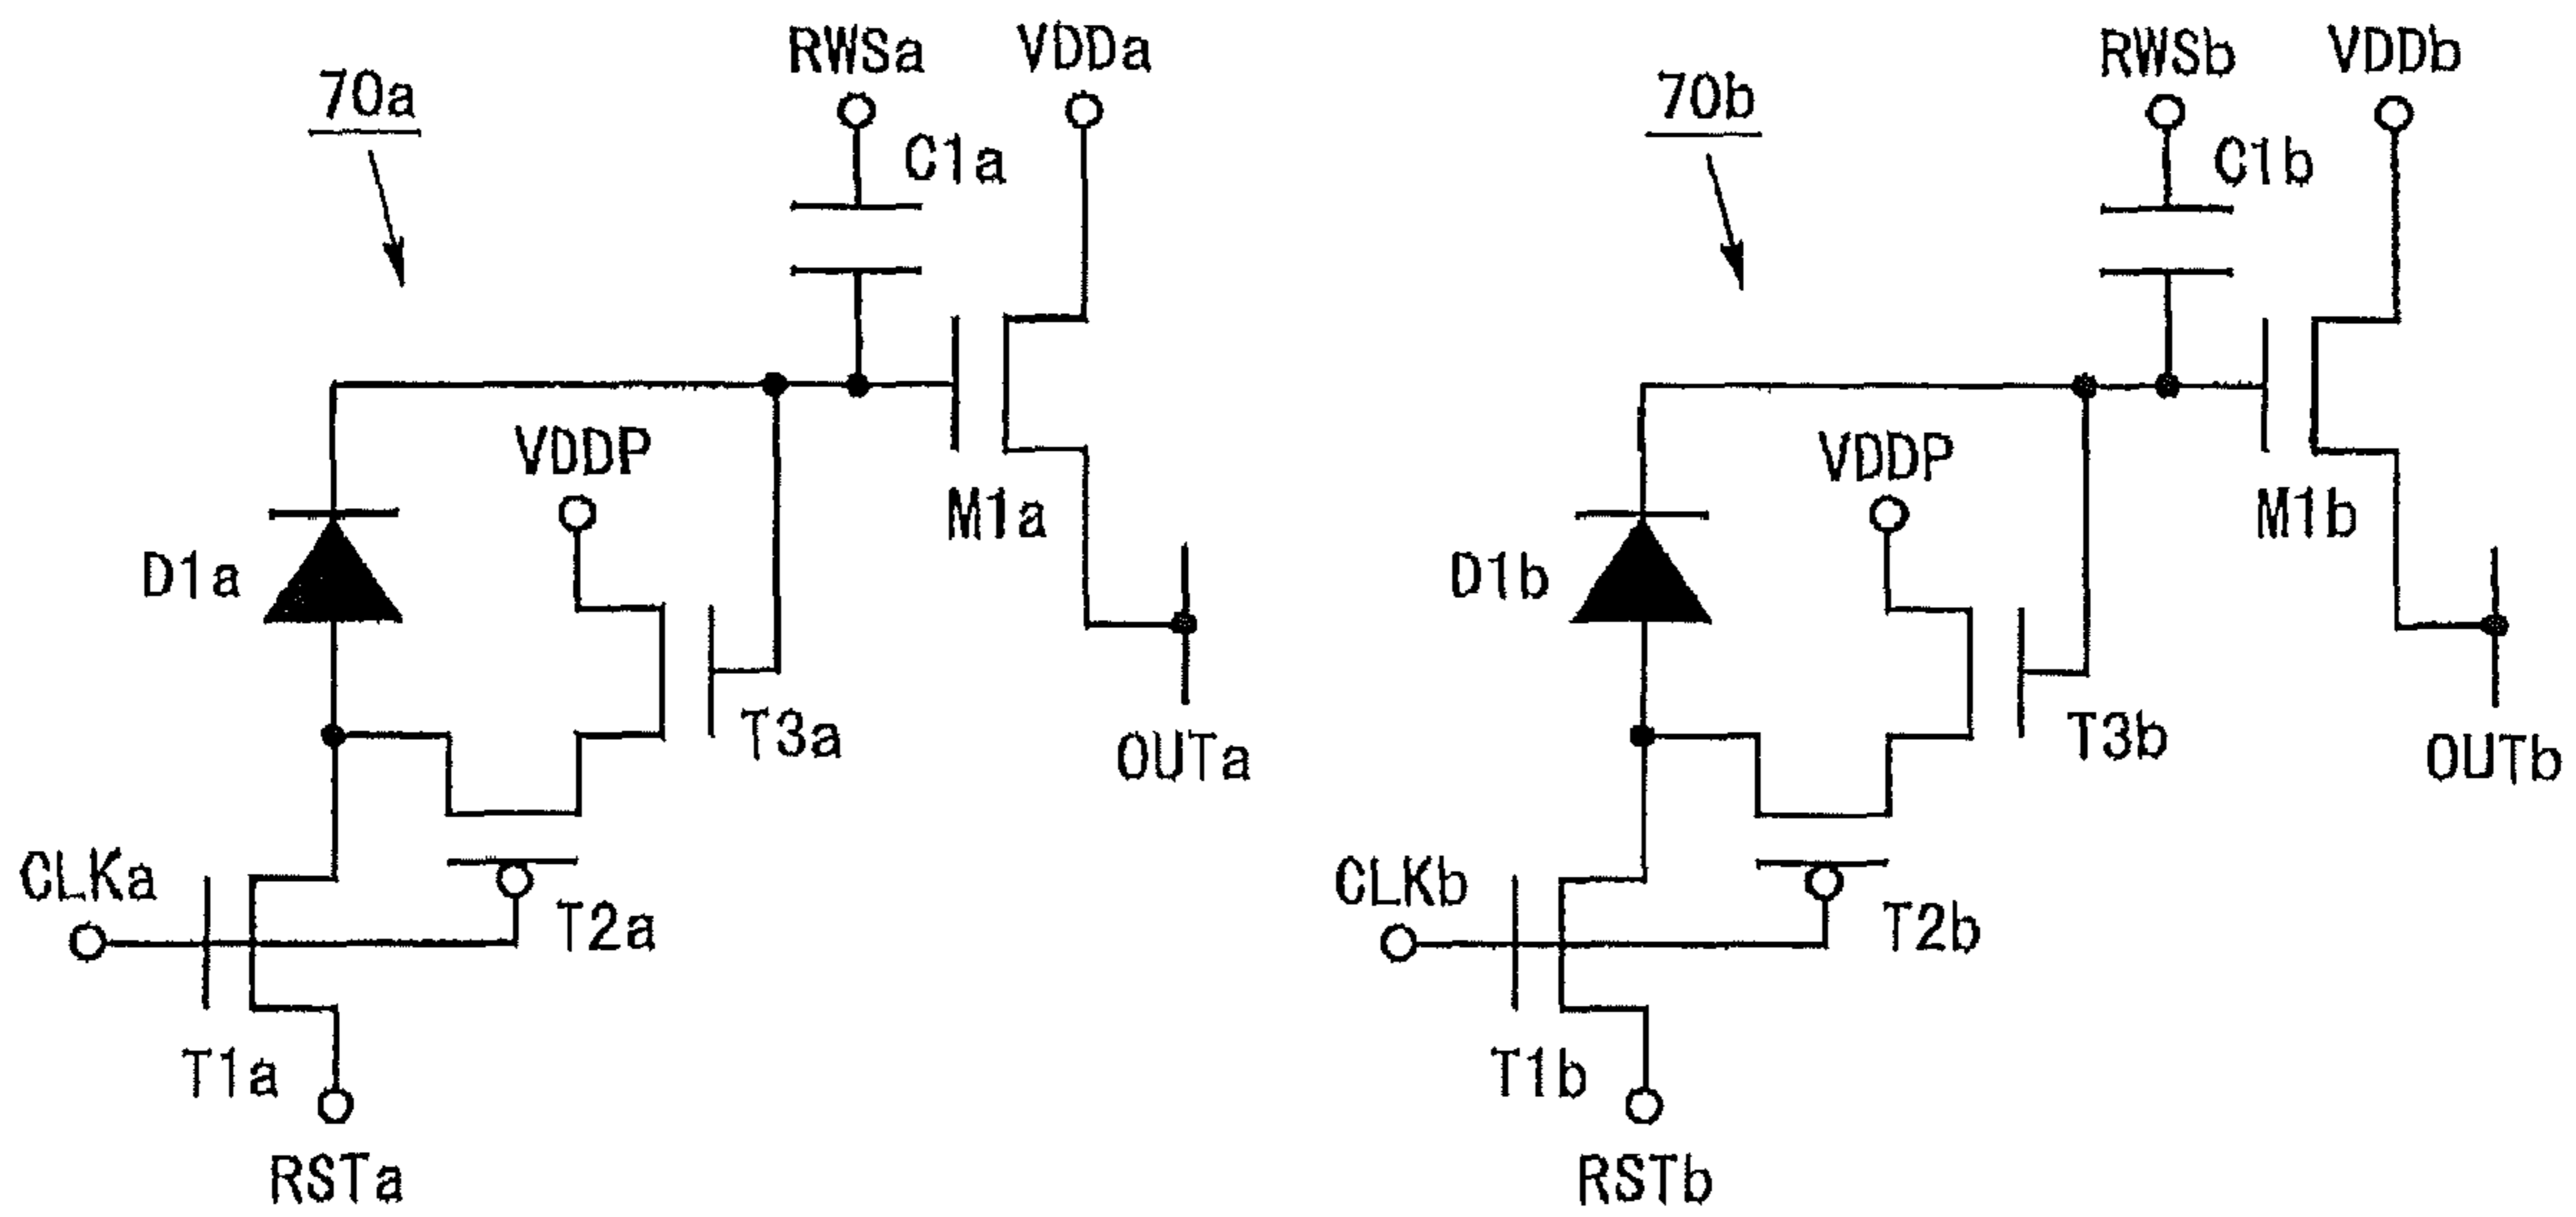 RWSa VDDa
70a
C1a
VDDP
M1a
D1a
T3a
OUTa
CLKa
T2a
T1a
RSTa
RWSb VDDb
70b
C1b
VDDP
M1b
D1b
T3b
OUTb
CLKb
T2b
T1b
RSTb